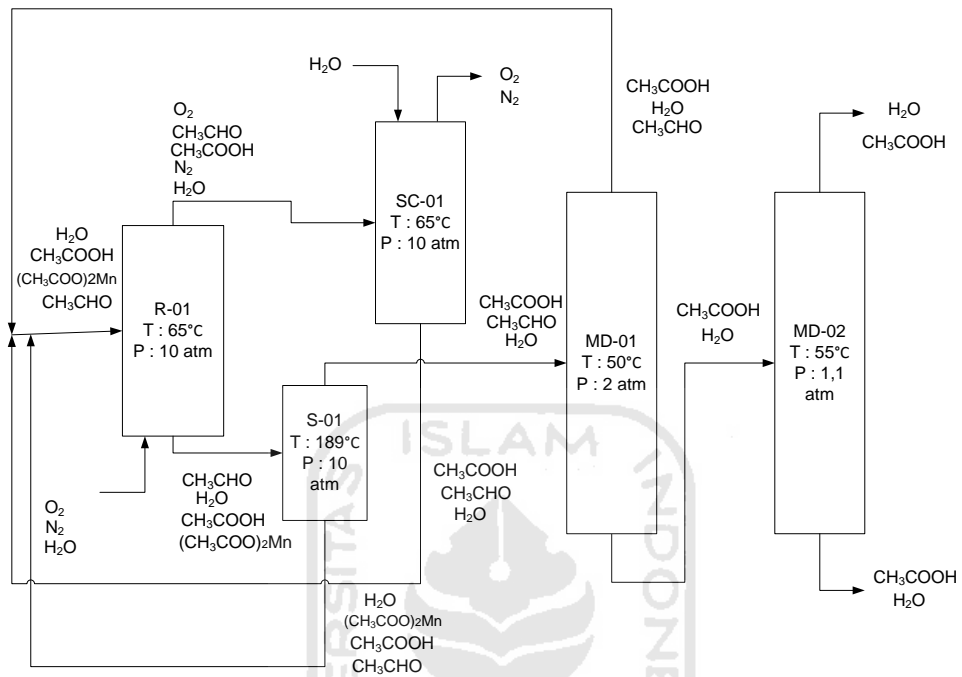 H₂O
O₂
N₂
CH₃COOH
H₂O
CH₃CHO
H₂O
CH₃COOH
O₂
CH₃CHO
CH₃COOH
N₂
H₂O
SC-01
T : 65°C
P : 10 atm
H₂O
CH₃COOH
(CH₃COO)2Mn
CH₃CHO
R-01
T : 65°C
P : 10 atm
CH₃COOH
CH₃CHO
H₂O
MD-01
T : 50°C
P : 2 atm
CH₃COOH
H₂O
MD-02
T : 55°C
P : 1,1
atm
S-01
T : 189°C
P : 10
atm
O₂
N₂
H₂O
CH₃CHO
H₂O
CH₃COOH
(CH₃COO)₂Mn
CH₃COOH
CH₃CHO
H₂O
CH₃COOH
H₂O
H₂O
(CH₃COO)2Mn
CH₃COOH
CH₃CHO
ISLAM